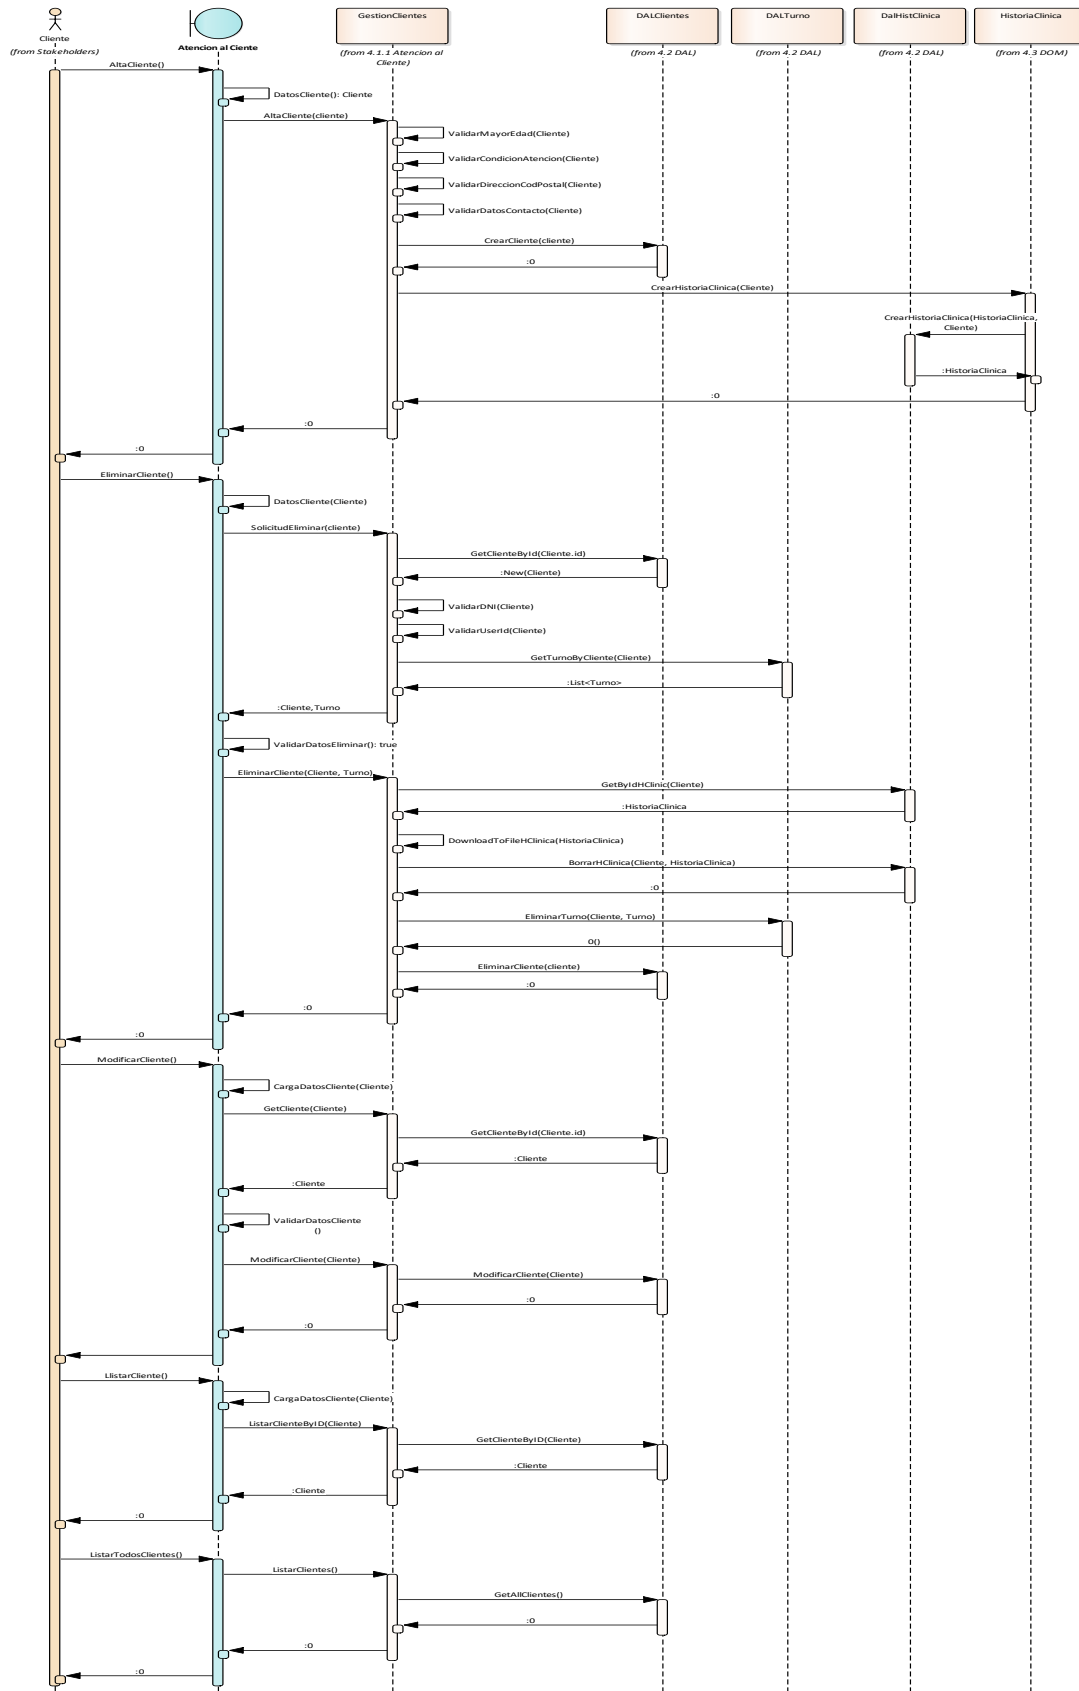 GestionClientes
DALClientes
DALTurno
DalHistClinica
HistoriaClinica
Cliente
(from Stakeholders)
Atencion al Cliente
(from 4.1.1 Atencion al
Cliente)
(from 4.2 DAL)
(from 4.2 DAL)
(from 4.2 DAL)
(from 4.3 DOM)
AltaCliente()
DatosCliente(): Cliente
AltaCliente(cliente)
ValidarMayorEdad(Cliente)
ValidarCondicionAtencion(Cliente)
ValidarDireccionCodPostal(Cliente)
ValidarDatosContacto(Cliente)
CrearCliente(cliente)
:0
CrearHistoriaClinica(Cliente)
CrearHistoriaClinica(HistoriaClinica,
Cliente)
:HistoriaClinica
:0
:0
:0
EliminarCliente()
DatosCliente(Cliente)
SolicitudEliminar(cliente)
GetClienteById(Cliente.id)
:New(Cliente)
ValidarDNI(Cliente)
ValidarUserId(Cliente)
GetTurnoByCliente(Cliente)
:List<Turno>
:Cliente,Turno
ValidarDatosEliminar(): true
EliminarCliente(Cliente, Turno)
GetByIdHClinic(Cliente)
:HistoriaClinica
DownloadToFileHClinica(HistoriaClinica)
BorrarHClinica(Cliente, HistoriaClinica)
:0
EliminarTurno(Cliente, Turno)
0()
EliminarCliente(cliente)
:0
:0
:0
ModificarCliente()
CargaDatosCliente(Cliente)
GetCliente(Cliente)
GetClienteById(Cliente.id)
:Cliente
:Cliente
ValidarDatosCliente
()
ModificarCliente(Cliente)
ModificarCliente(Cliente)
:0
:0
LlistarCliente()
CargaDatosCliente(Cliente)
ListarClienteByID(Cliente)
GetClienteByID(Cliente)
:Cliente
:Cliente
:0
ListarTodosClientes()
ListarClientes()
GetAllClientes()
:0
:0
:0